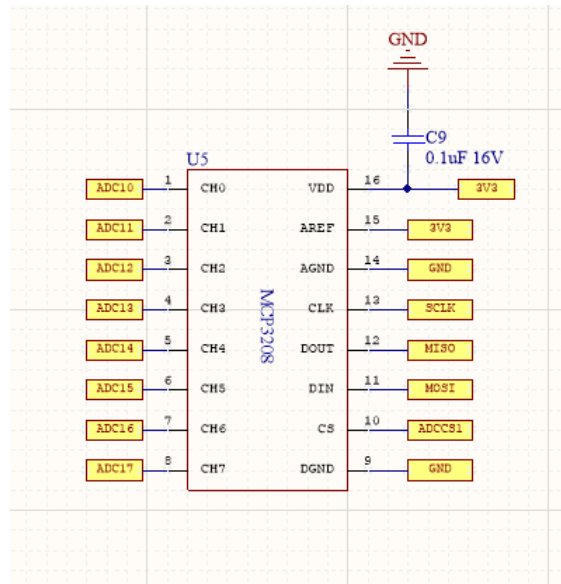 GND
C9
0.1uF 16V
U5
ADC10 1 CH0 VDD 16 3V3
ADC11 2 CH1 AREF 15 3V3
ADC12 3 CH2 AGND 14 GND
ADC13 4 CH3 CLK 13 SCLK
MCP3208
ADC14 5 CH4 DOUT 12 MISO
ADC15 6 CH5 DIN 11 MOSI
ADC16 7 CH6 CS 10 ADCCS1
ADC17 8 CH7 DGND 9 GND